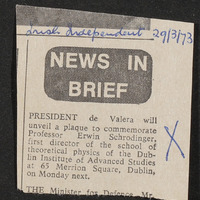 Irish Independent 29/3/73
NEWS IN
BRIEF
PRESIDENT de Valera will
unveil a plaque to commemorate
Professor Erwin Schrodinger,
first director of the school of
theoretical physics of the Dub-
lin Institute of Advanced Studies
at 65 Merrion Square, Dublin,
on Monday next.
THE Minister for Defence, Mr.